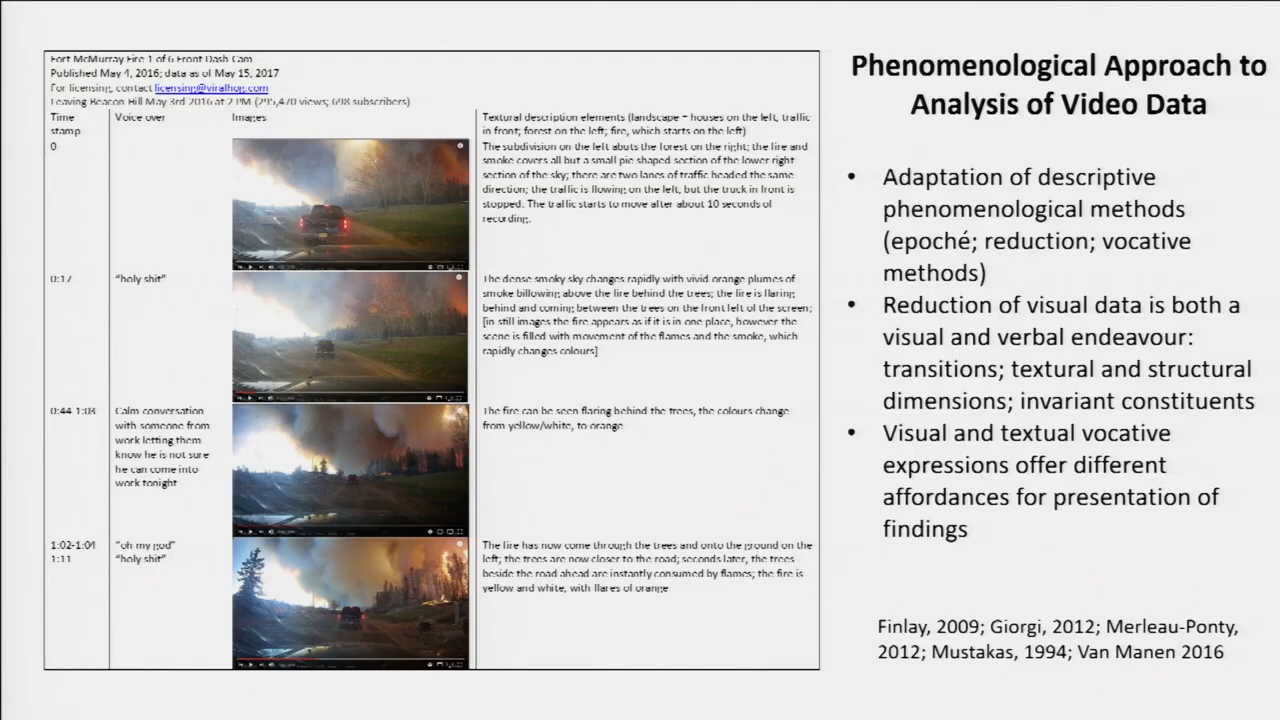 Fort McMurray Fire 1 of 6 Front Dash Cam
Published May 4, 2016; data as of May 15, 2017
For licensing, contact licensing@viralhog.com
Leaving Beacon Hill May 3rd 2016 at 2 PM (295,470 views; 698 subscribers)
Time stamp
Voice over
Images
Textural description elements (landscape – houses on the left, traffic
in front; forest on the left; fire, which starts on the left)
0
The subdivision on the left abuts the forest on the right; the fire and
smoke covers all but a small pie shaped section of the lower right
section of the sky; there are two lanes of traffic headed the same
direction; the traffic is flowing on the left, but the truck in front is
stopped. The traffic starts to move after about 10 seconds of
recording.
0:17
"holy shit"
The dense smoky sky changes rapidly with vivid orange plumes of
smoke billowing above the fire behind the trees; the fire is flaring
behind and coming between the trees on the front left of the screen;
[in still images the fire appears as if it is in one place, however the
scene is filled with movement of the flames and the smoke, which
rapidly changes colours]
0:44-1:03
Calm conversation
with someone from
work letting them
know he is not sure
he can come into
work tonight
The fire can be seen flaring behind the trees, the colours change
from yellow/white, to orange
1:02-1:04
"oh my god"
1:11
"holy shit"
The fire has now come through the trees and onto the ground on the
left; the trees are now closer to the road; seconds later, the trees
beside the road ahead are instantly consumed by flames; the fire is
yellow and white, with flares of orange
Phenomenological Approach to
Analysis of Video Data
• Adaptation of descriptive
phenomenological methods
(epoché; reduction; vocative
methods)
• Reduction of visual data is both a
visual and verbal endeavour:
transitions; textural and structural
dimensions; invariant constituents
• Visual and textual vocative
expressions offer different
affordances for presentation of
findings
Finlay, 2009; Giorgi, 2012; Merleau-Ponty,
2012; Mustakas, 1994; Van Manen 2016